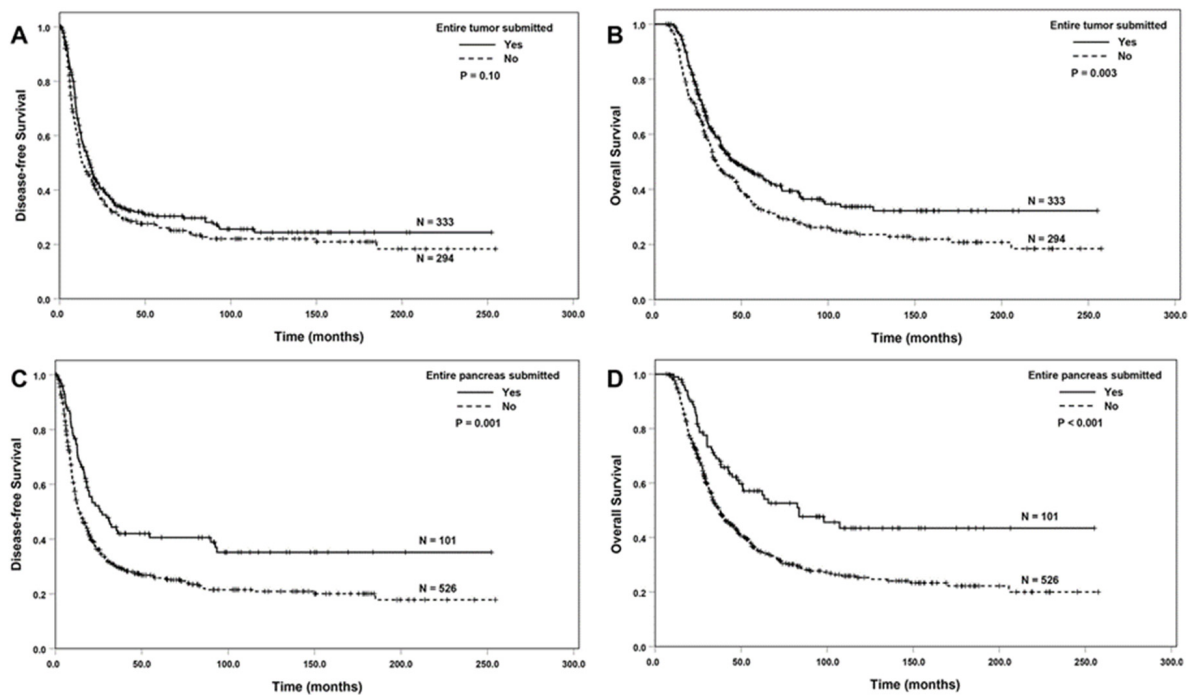 A
Entire tumor submitted
Yes
No
P = 0.10
Disease-free Survival
1.0
0.8
0.6
0.4
0.2
0.0
N = 333
N = 294
0.0 50.0 100.0 150.0 200.0 250.0 300.0
Time (months)
B
Entire tumor submitted
Yes
No
P = 0.003
Overall Survival
1.0
0.8
0.6
0.4
0.2
0.0
N = 333
N = 294
0.0 50.0 100.0 150.0 200.0 250.0 300.0
Time (months)
C
Entire pancreas submitted
Yes
No
P = 0.001
Disease-free Survival
1.0
0.8
0.6
0.4
0.2
0.0
N = 101
N = 526
0.0 50.0 100.0 150.0 200.0 250.0 300.0
Time (months)
D
Entire pancreas submitted
Yes
No
P < 0.001
Overall Survival
1.0
0.8
0.6
0.4
0.2
0.0
N = 101
N = 526
0.0 50.0 100.0 150.0 200.0 250.0 300.0
Time (months)